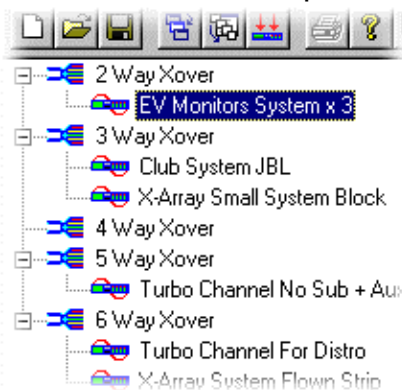 2 Way Xover
EV Monitors System x 3
3 Way Xover
Club System JBL
X-Array Small System Block
4 Way Xover
5 Way Xover
Turbo Channel No Sub + Aux
6 Way Xover
Turbo Channel For Distro
X-Array System Flown Strip